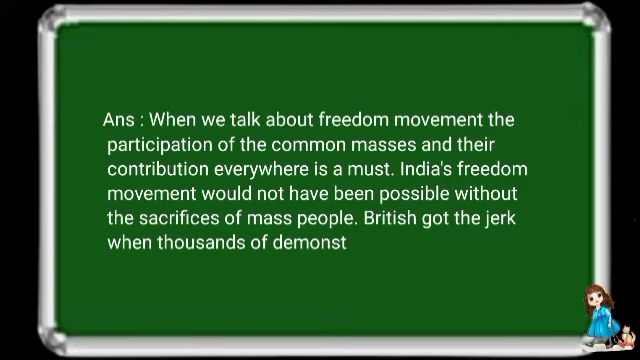 Ans : When we talk about freedom movement the
participation of the common masses and their
contribution everywhere is a must. India's freedom
movement would not have been possible without
the sacrifices of mass people. British got the jerk
when thousands of demonst